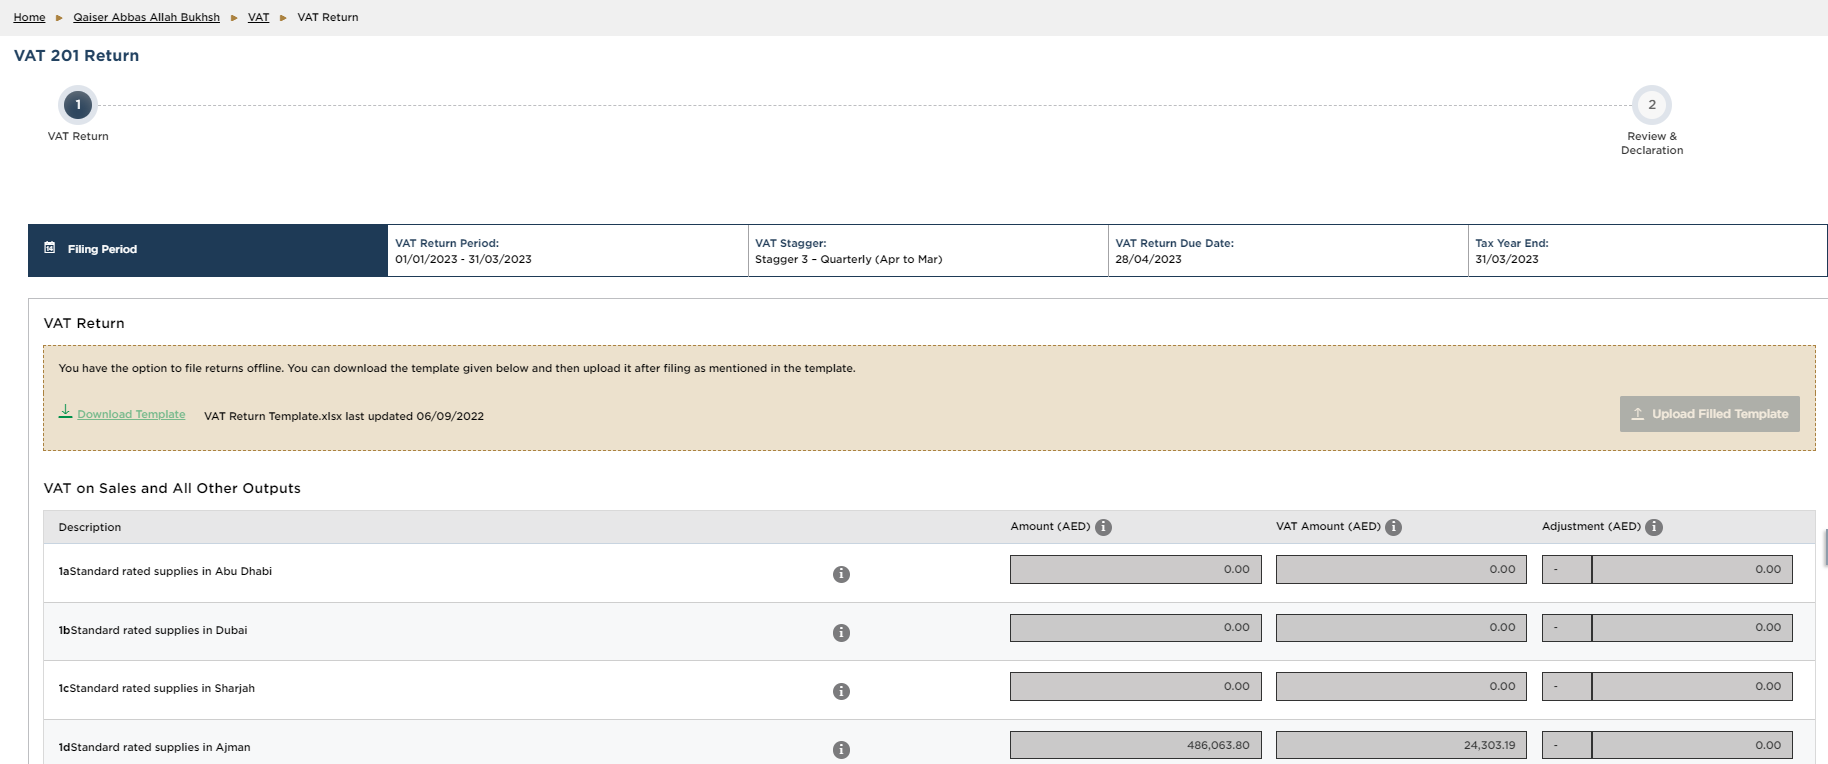 Home ▸ Qaiser Abbas Allah Bukhsh ▸ VAT ▸ VAT Return
VAT 201 Return
1
2
VAT Return
Review &
Declaration
Filing Period
VAT Return Period:
01/01/2023 - 31/03/2023
VAT Stagger:
Stagger 3 – Quarterly (Apr to Mar)
VAT Return Due Date:
28/04/2023
Tax Year End:
31/03/2023
VAT Return
You have the option to file returns offline. You can download the template given below and then upload it after filing as mentioned in the template.
Download Template VAT Return Template.xlsx last updated 06/09/2022
Upload Filled Template
VAT on Sales and All Other Outputs
Description Amount (AED) VAT Amount (AED) Adjustment (AED)
1aStandard rated supplies in Abu Dhabi 0.00 0.00 - 0.00
1bStandard rated supplies in Dubai 0.00 0.00 - 0.00
1cStandard rated supplies in Sharjah 0.00 0.00 - 0.00
1dStandard rated supplies in Ajman 486,063.80 24,303.19 - 0.00